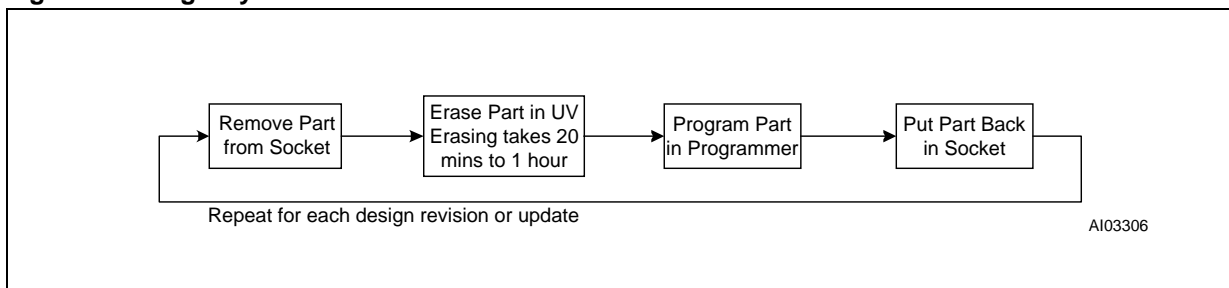 Remove Part
from Socket
Erase Part in UV
Erasing takes 20
mins to 1 hour
Program Part
in Programmer
Put Part Back
in Socket
Repeat for each design revision or update
AI03306